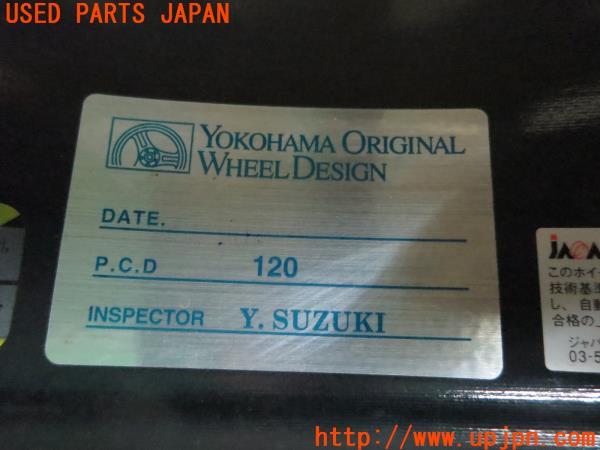 USED PARTS JAPAN
YOKOHAMA ORIGINAL
WHEEL DESIGN
DATE.
P.C.D 120
INSPECTOR Y. SUZUKI
このホイ
技術基準
し、自動
合格の
ジャパ
03-5
http://www.upjpn.com